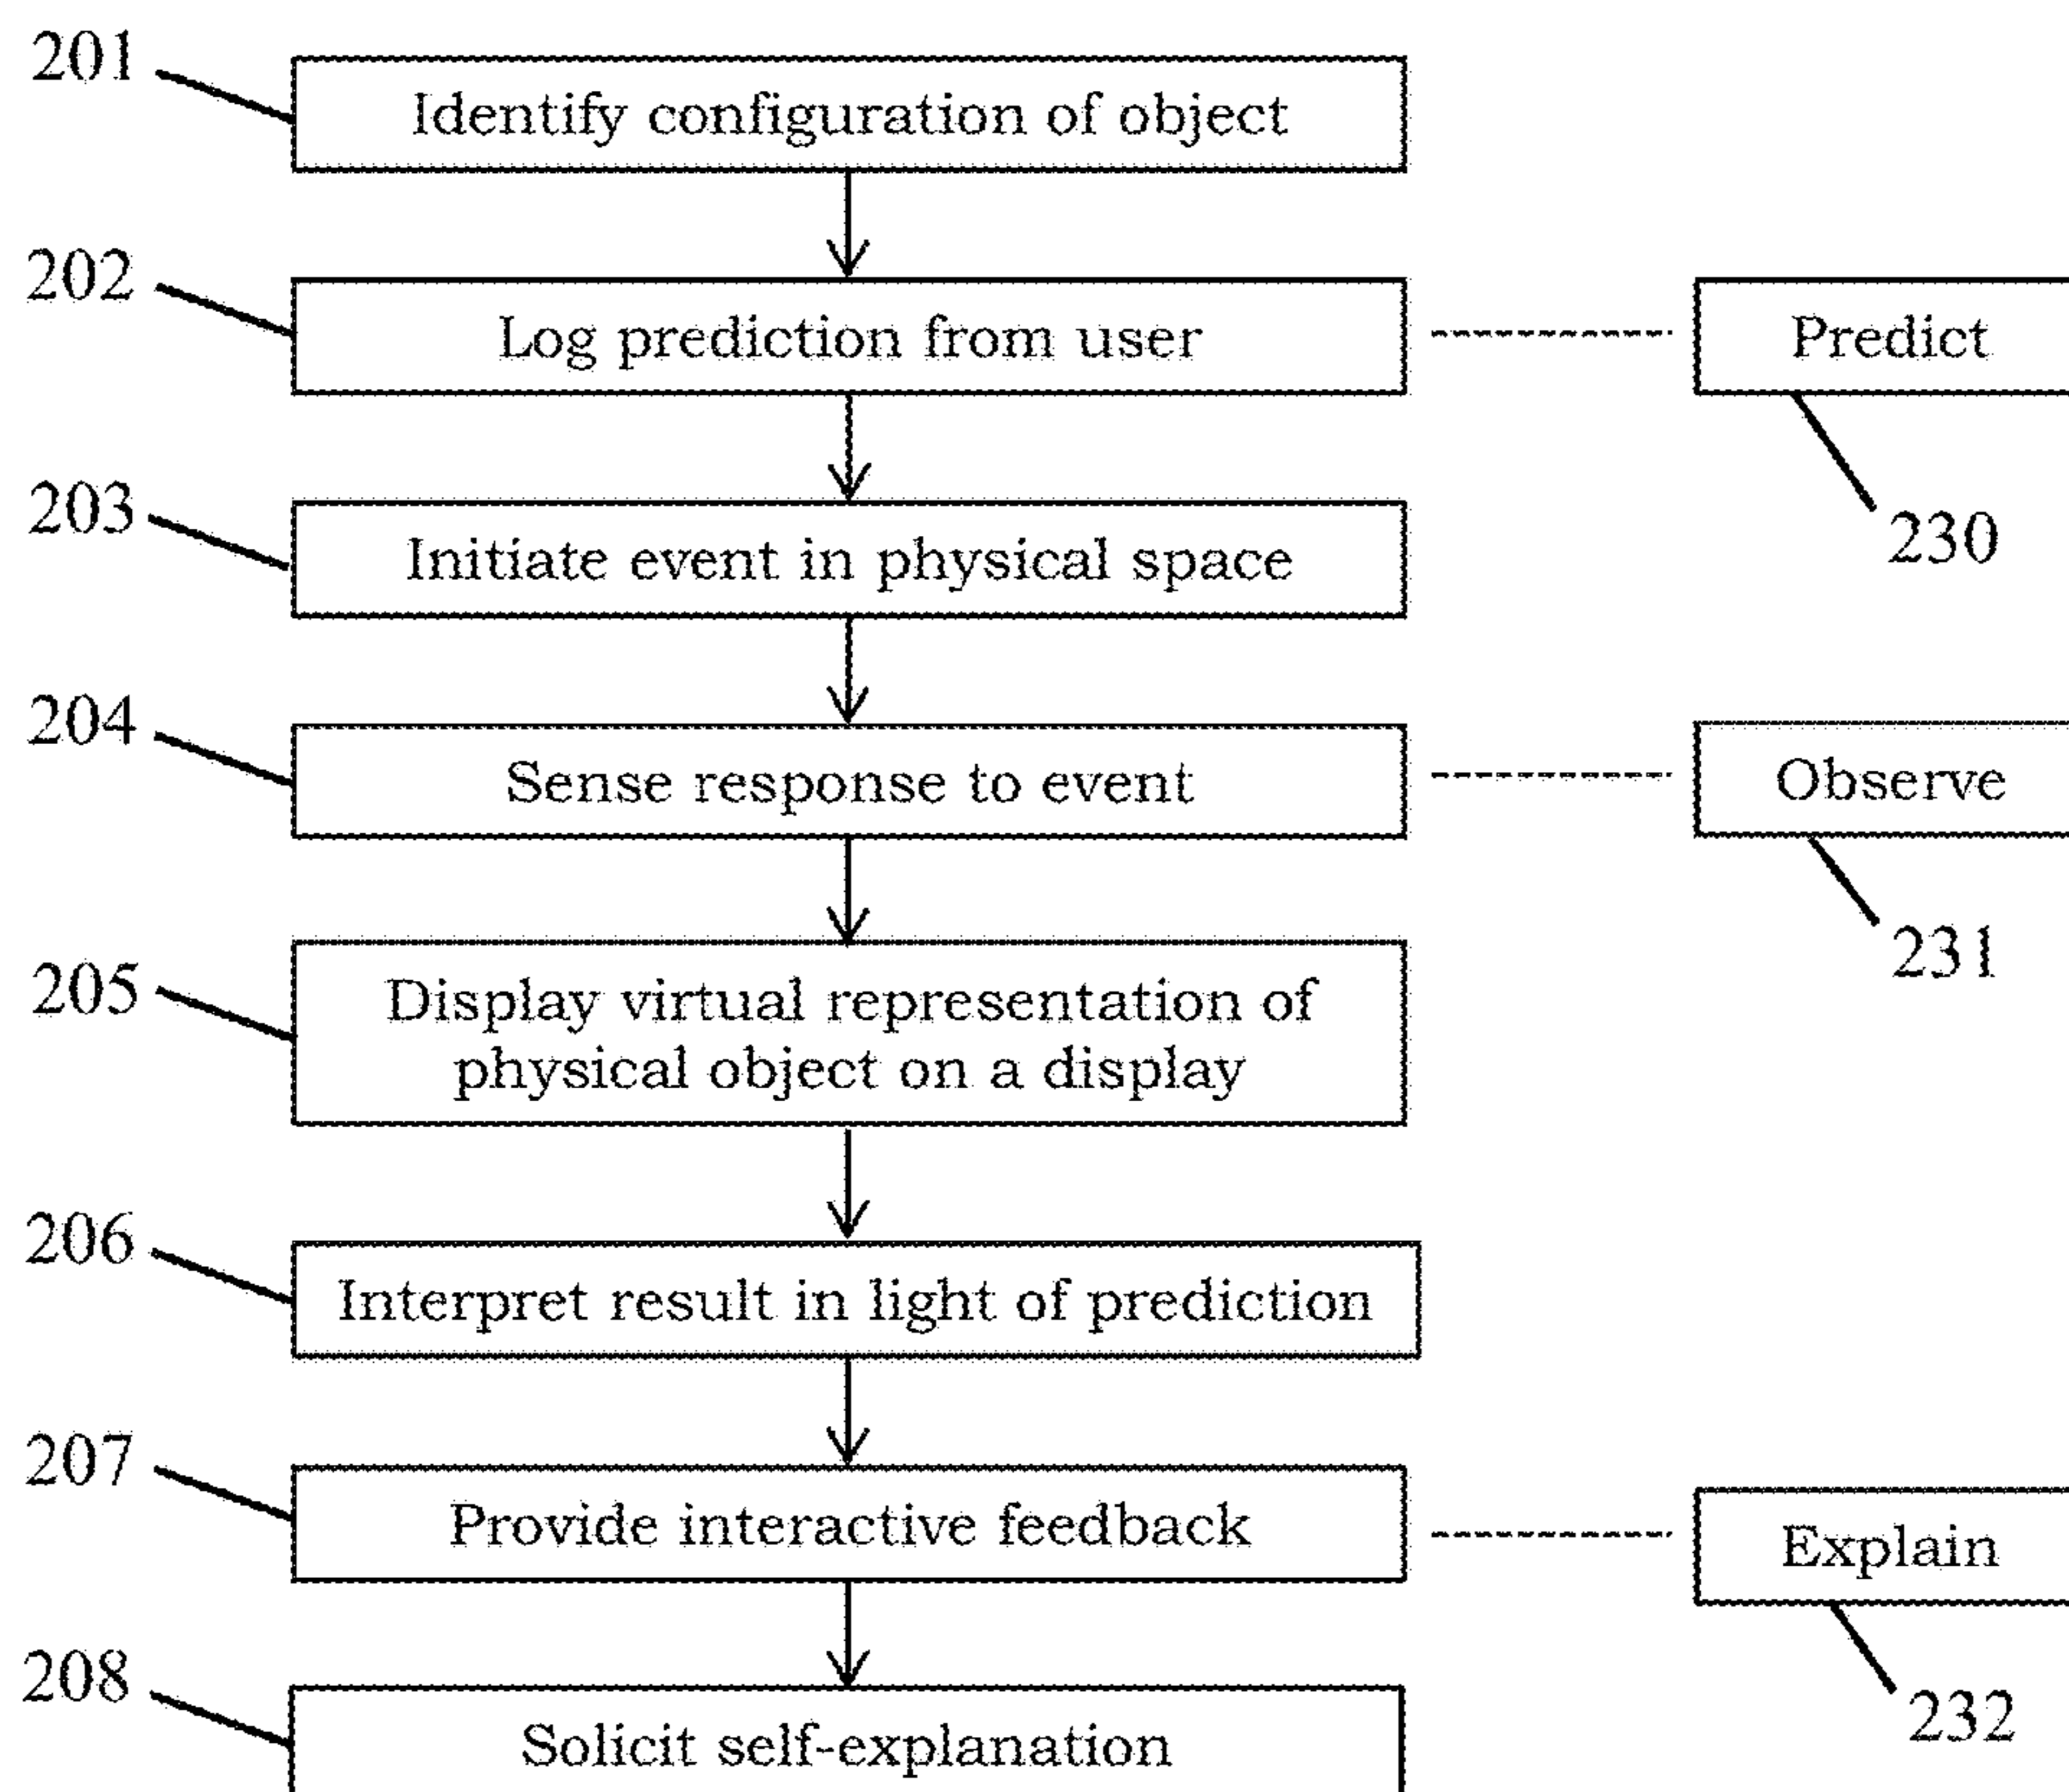 201
Identify configuration of object
202
Log prediction from user
Predict
230
203
Initiate event in physical space
204
Sense response to event
Observe
231
205
Display virtual representation of
physical object on a display
206
Interpret result in light of prediction
207
Provide interactive feedback
Explain
232
208
Solicit self-explanation